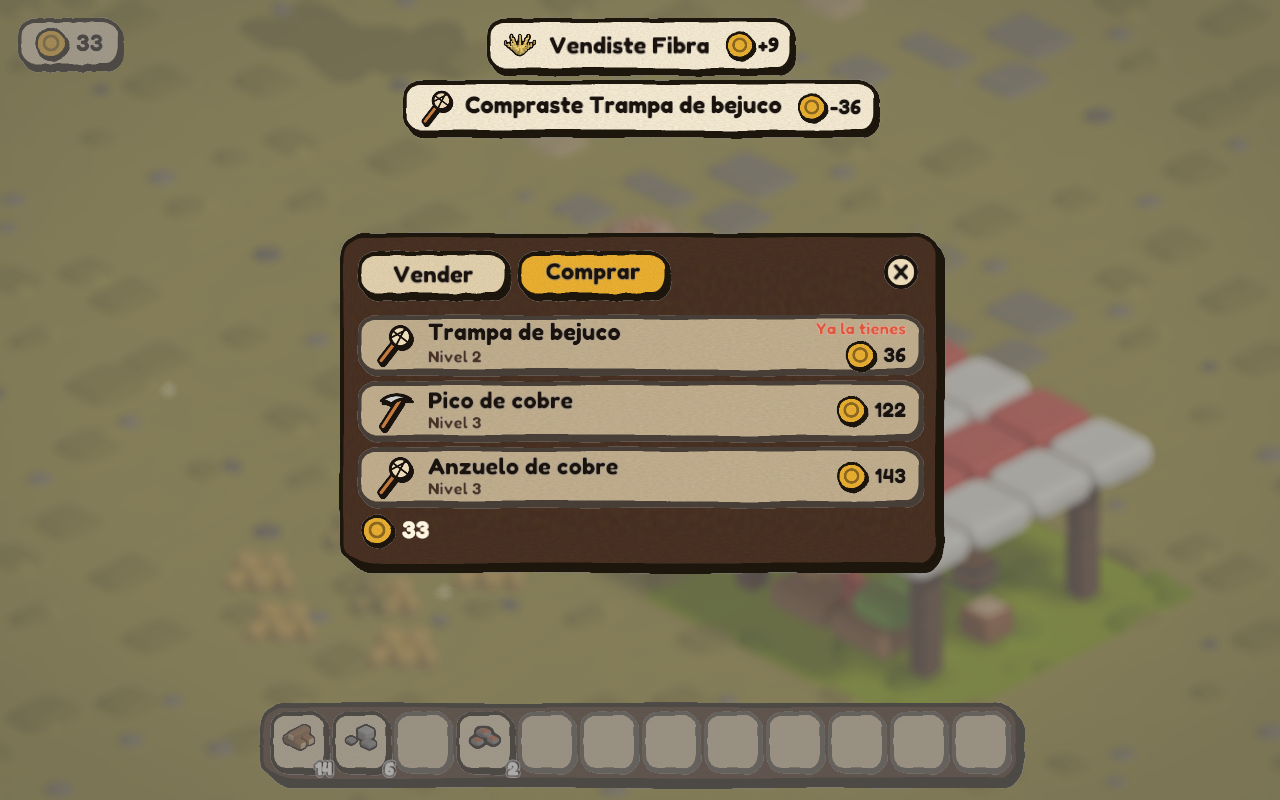 33
Vendiste Fibra +9
Compraste Trampa de bejuco -36
Vender Comprar
Trampa de bejuco Ya la tienes
Nivel 2 36
Pico de cobre
Nivel 3 122
Anzuelo de cobre
Nivel 3 143
33
14 6 2